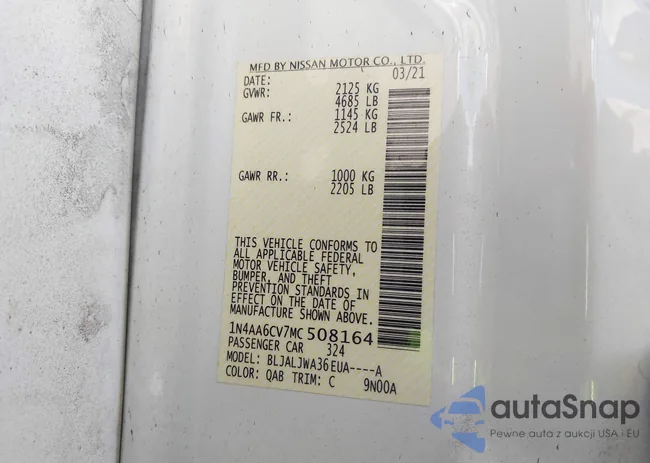 MFD BY NISSAN MOTOR CO., LTD.
DATE: 03/21
GVWR: 2125 KG
4685 LB
GAWR FR.: 1145 KG
2524 LB
GAWR RR.: 1000 KG
2205 LB
THIS VEHICLE CONFORMS TO
ALL APPLICABLE FEDERAL
MOTOR VEHICLE SAFETY,
BUMPER, AND THEFT
PREVENTION STANDARDS IN
EFFECT ON THE DATE OF
MANUFACTURE SHOWN ABOVE.
1N4AA6CV7MC508164
PASSENGER CAR 324
MODEL: BLJALJWA36EUA----A
COLOR: QAB TRIM: C 9N00A
autaSnap
Pewne auta z aukcji USA i EU